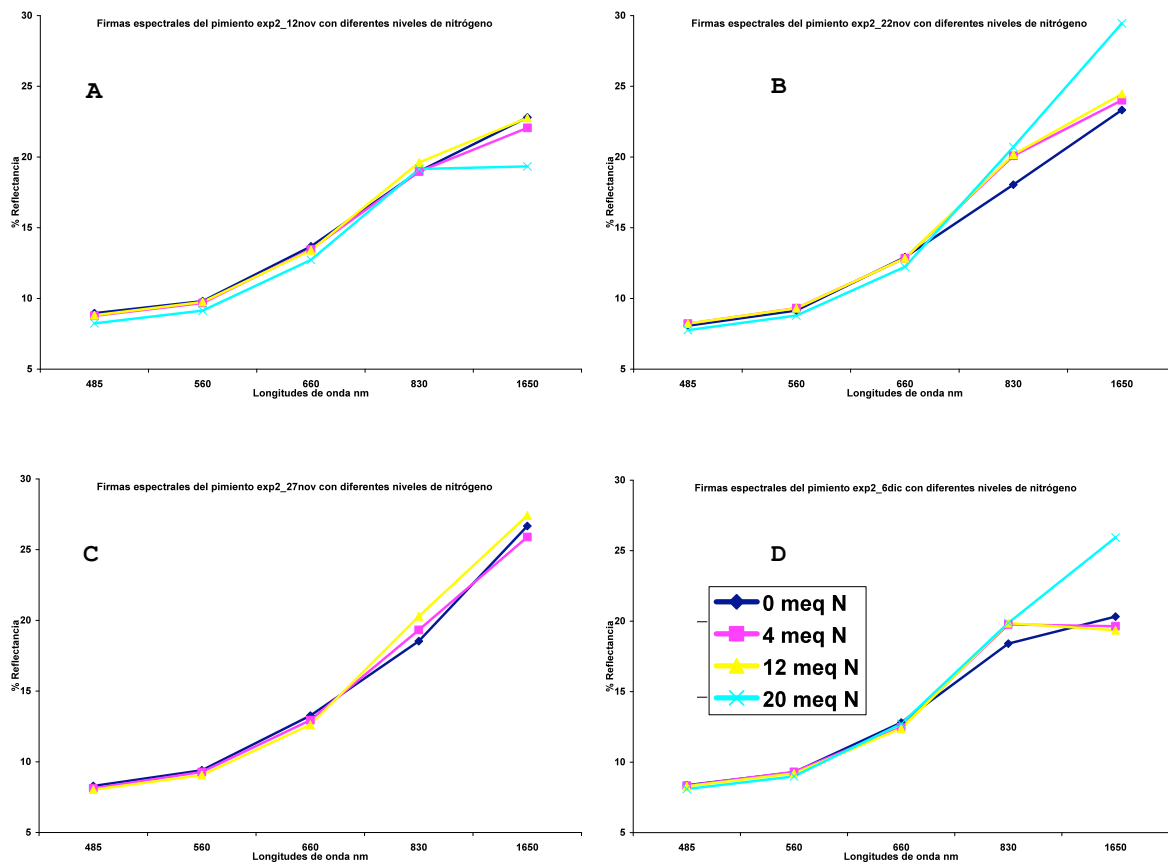 Firmas espectrales del pimiento exp2_12nov con diferentes niveles de nitrógeno
A
% Reflectancia
30
25
20
15
10
5
485 560 660 830 1650
Longitudes de onda nm
Firmas espectrales del pimiento exp2_22nov con diferentes niveles de nitrógeno
B
% Reflectancia
30
25
20
15
10
5
485 560 660 830 1650
Longitudes de onda nm
Firmas espectrales del pimiento exp2_27nov con diferentes niveles de nitrógeno
C
% Reflectancia
30
25
20
15
10
5
485 560 660 830 1650
Longitudes de onda nm
Firmas espectrales del pimiento exp2_6dic con diferentes niveles de nitrógeno
D
% Reflectancia
30
25
20
15
10
5
0 meq N
4 meq N
12 meq N
20 meq N
485 560 660 830 1650
Longitudes de onda nm